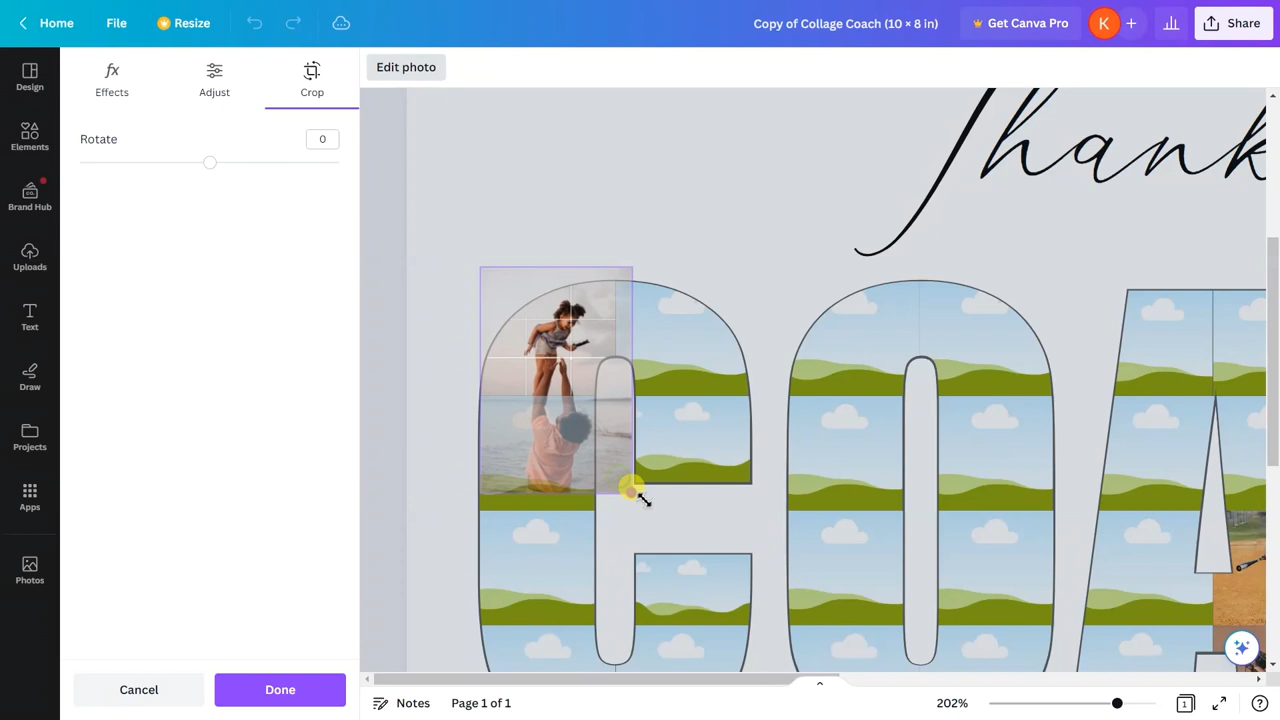 Home
File
Resize
Copy of Collage Coach (10 × 8 in)
Get Canva Pro
K
Share
Design
Elements
CO.
Brand Hub
Uploads
Text
Draw
Projects
Apps
Photos
fx
Effects
Adjust
Crop
Rotate
0
Cancel
Done
Edit photo
Thank
COA
Notes
Page 1 of 1
202%
1